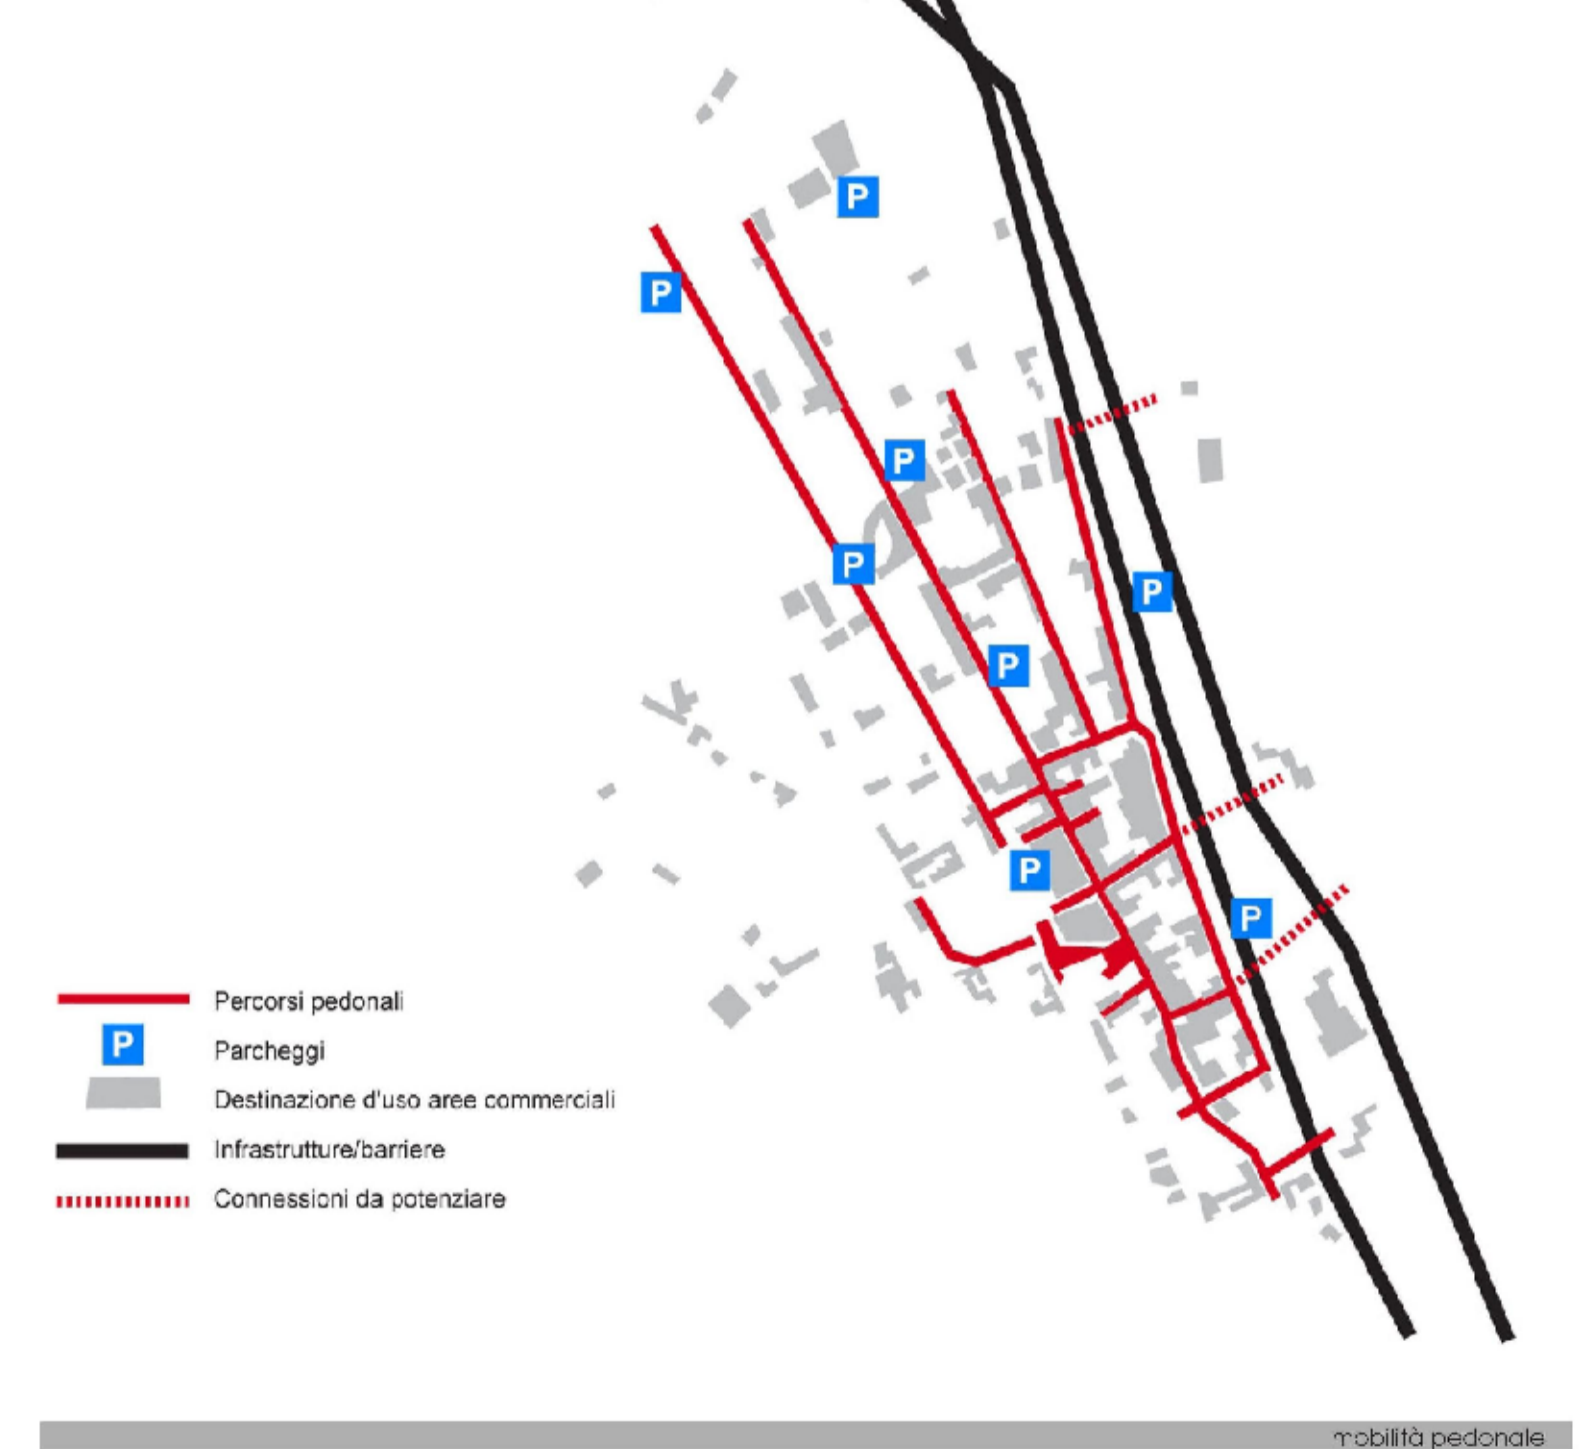 P
P
P
P
P
P
P
P
Percorsi pedonali
P
Parcheggi
Destinazione d'uso aree commerciali
Infrastrutture/barriere
Connessioni da potenziare
mobilità pedonale